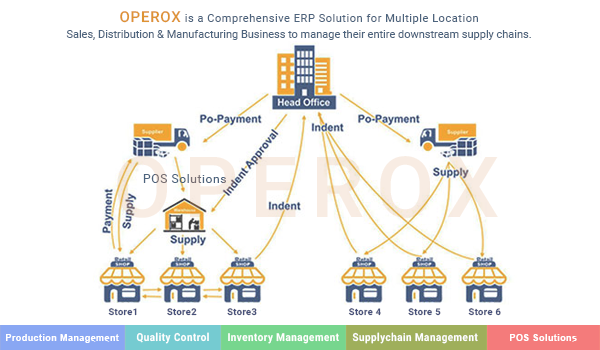 OPEROX is a Comprehensive ERP Solution for Multiple Location
Sales, Distribution & Manufacturing Business to manage their entire downstream supply chains.
Head Office
Po-Payment
Indent
Po-Payment
Supplier
Supplier
Indent Approval
OPEROX
POS Solutions
Supply
Payment
Supply
Warehouse
Indent
Supply
Retail
SHOP
Retail
SHOP
Retail
SHOP
Retail
SHOP
Retail
SHOP
Retail
SHOP
Store1
Store2
Store3
Store 4
Store 5
Store 6
Production Management
Quality Control
Inventory Management
Supplychain Management
POS Solutions